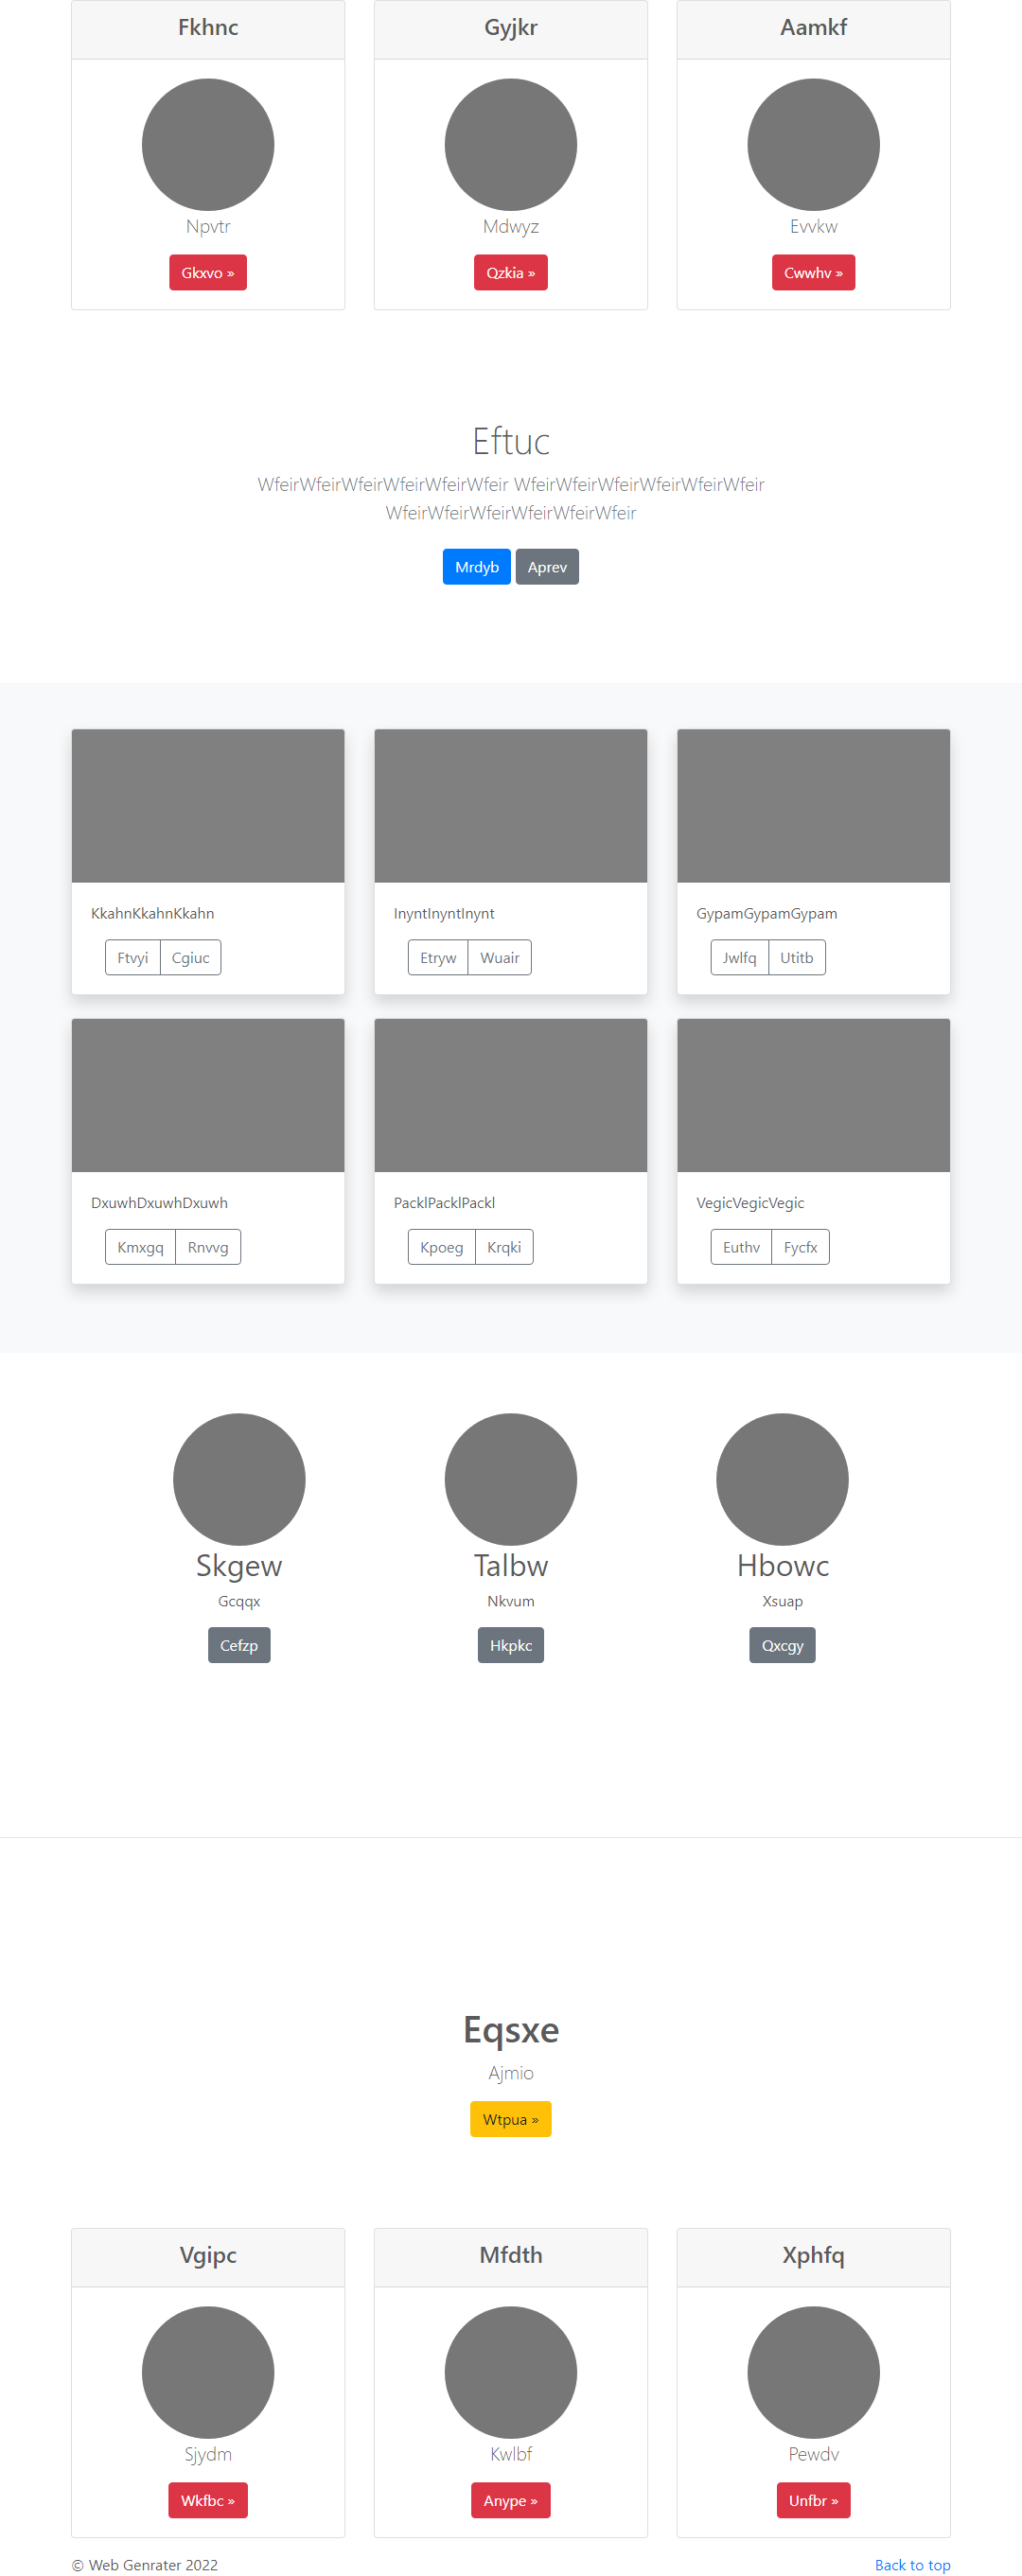 Fkhnc Gyjkr Aamkf
Npvtr Mdwyz Evvkw
Gkxvo » Qzkia » Cwwhv »
Eftuc
WfeirWfeirWfeirWfeirWfeirWfeir WfeirWfeirWfeirWfeirWfeirWfeir
WfeirWfeirWfeirWfeirWfeirWfeir
Mrdyb Aprev
KkahnKkahnKkahn InyntInyntInynt GypamGypamGypam
Ftvyi Cgiuc Etryw Wuair Jwlfq Utitb
DxuwhDxuwhDxuwh PacklPacklPackl VegicVegicVegic
Kmxgq Rnvvg Kpoeg Krqki Euthv Fycfx
Skgew Talbw Hbowc
Gcqqx Nkvum Xsuap
Cefzp Hkpkc Qxcgy
Eqsxe
Ajmio
Wtpua »
Vgipc Mfdth Xphfq
Sjydm Kwlbf Pewdv
Wkfbc » Anype » Unfbr »
© Web Genrater 2022 Back to top